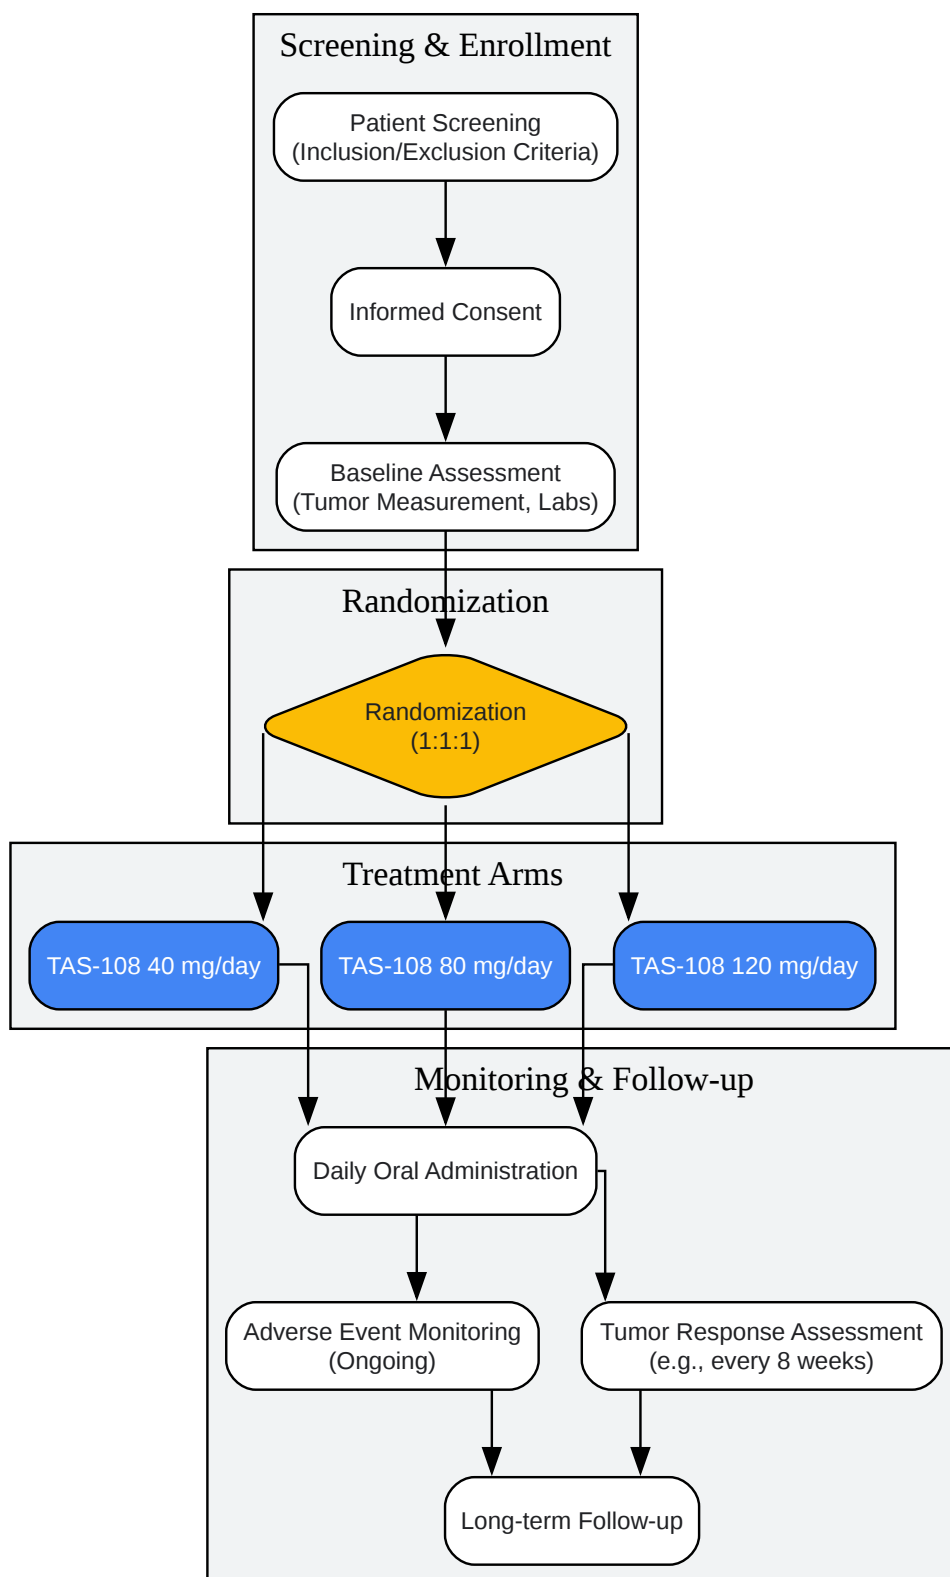 Screening & Enrollment
Patient Screening
(Inclusion/Exclusion Criteria)
Informed Consent
Baseline Assessment
(Tumor Measurement, Labs)
Randomization
Randomization
(1:1:1)
Treatment Arms
TAS-108 40 mg/day
TAS-108 80 mg/day
TAS-108 120 mg/day
Monitoring & Follow-up
Daily Oral Administration
Adverse Event Monitoring
(Ongoing)
Tumor Response Assessment
(e.g., every 8 weeks)
Long-term Follow-up